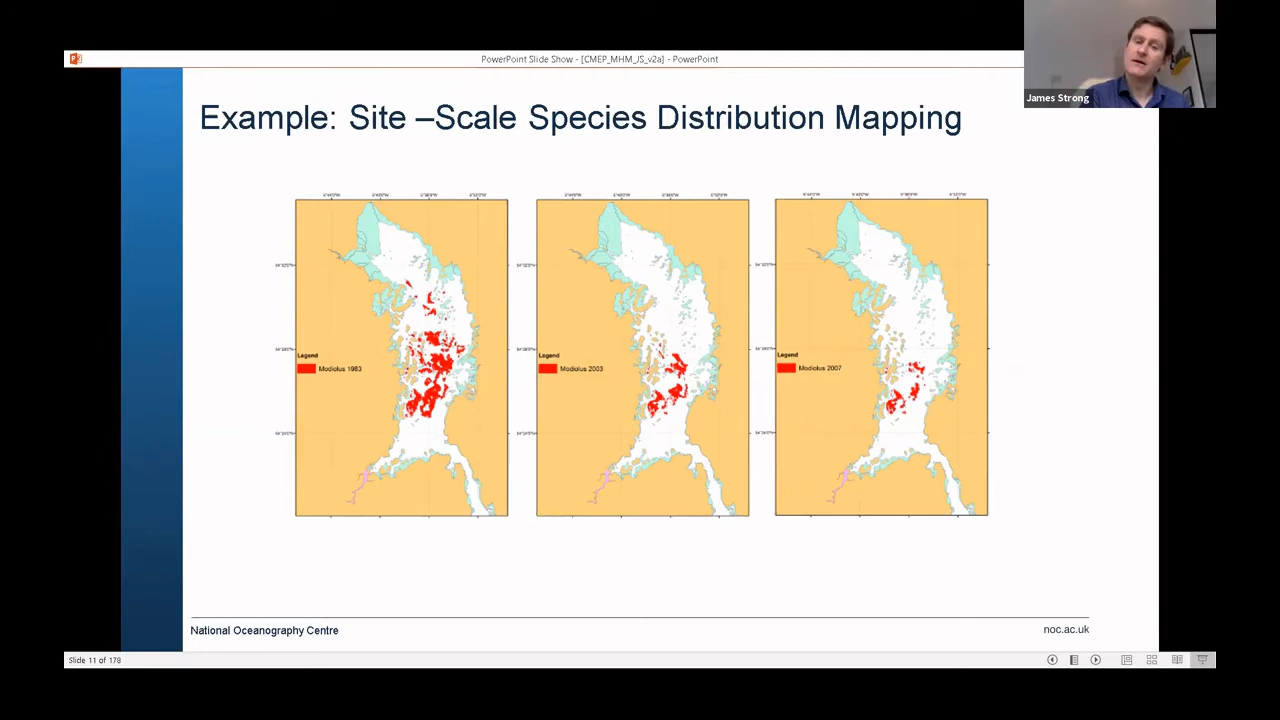 PowerPoint Slide Show - [CMEP_MHM_JS_v2a] - PowerPoint
James Strong
Example: Site –Scale Species Distribution Mapping
Legend
Modiolus 1983
Legend
Modiolus 2003
Legend
Modiolus 2007
National Oceanography Centre
noc.ac.uk
Slide 11 of 178